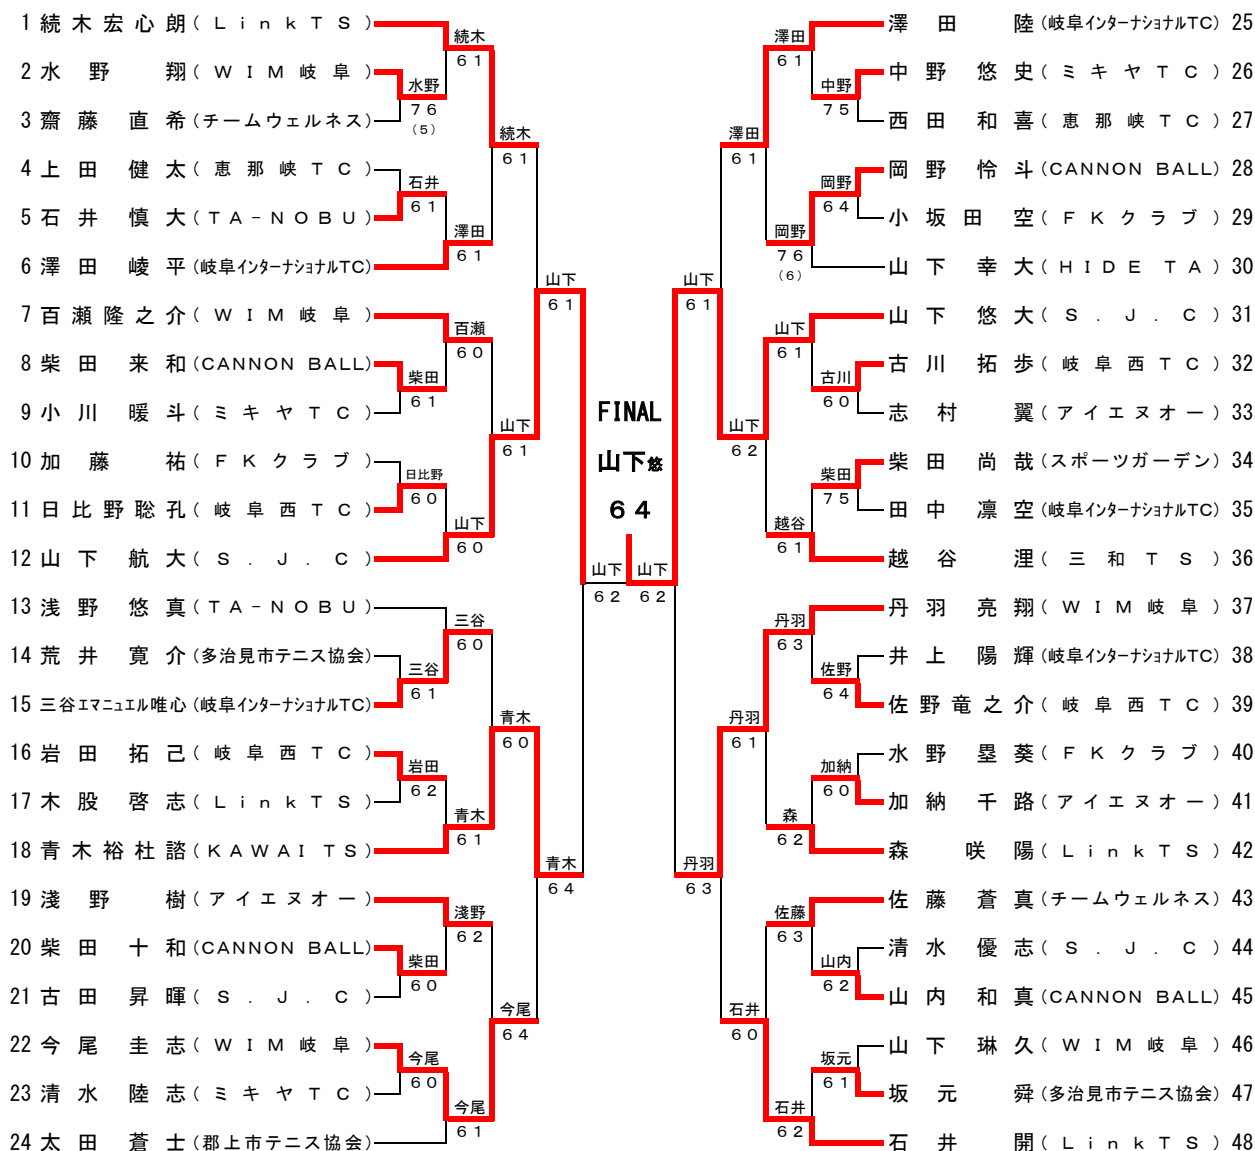 1 続木宏心朗 (LinkTS)
2 水野 翔 (WIM岐阜)
3 齋藤直希 (チームウェルネス)
4 上田健太 (恵那峡TC)
5 石井慎大 (TA-NOBU)
6 澤田崚平 (岐阜インターナショナルTC)
7 百瀬隆之介 (WIM岐阜)
8 柴田来和 (CANNON BALL)
9 小川暖斗 (ミキヤTC)
10 加藤 祐 (FKクラブ)
11 日比野聡孔 (岐阜西TC)
12 山下航大 (S.J.C)
13 浅野悠真 (TA-NOBU)
14 荒井寛介 (多治見市テニス協会)
15 三谷エマニュエル唯心 (岐阜インターナショナルTC)
16 岩田拓己 (岐阜西TC)
17 木股啓志 (LinkTS)
18 青木裕杜諮 (KAWAI TS)
19 淺野 樹 (アイエヌオー)
20 柴田十和 (CANNON BALL)
21 古田昇暉 (S.J.C)
22 今尾圭志 (WIM岐阜)
23 清水陸志 (ミキヤTC)
24 太田蒼士 (郡上市テニス協会)
水野
76
(5)
石井
61
柴田
61
日比野
60
三谷
61
岩田
62
柴田
60
今尾
60
続木
61
澤田
61
百瀬
60
山下
60
三谷
60
青木
61
淺野
62
今尾
61
続木
61
山下
61
青木
60
今尾
64
山下
61
青木
64
山下
62
FINAL
山下悠
64
山下
62
山下
61
丹羽
63
澤田
61
山下
62
丹羽
61
石井
60
澤田
61
岡野
76
(6)
山下
61
越谷
61
丹羽
63
森
62
佐藤
63
石井
62
中野
75
岡野
64
古川
60
柴田
75
佐野
64
加納
60
山内
62
坂元
61
澤田 陸 (岐阜インターナショナルTC) 25
中野悠史 (ミキヤTC) 26
西田和喜 (恵那峡TC) 27
岡野怜斗 (CANNON BALL) 28
小坂田空 (FKクラブ) 29
山下幸大 (HIDE TA) 30
山下悠大 (S.J.C) 31
古川拓歩 (岐阜西TC) 32
志村 翼 (アイエヌオー) 33
柴田尚哉 (スポーツガーデン) 34
田中凛空 (岐阜インターナショナルTC) 35
越谷 浬 (三和TS) 36
丹羽亮翔 (WIM岐阜) 37
井上陽輝 (岐阜インターナショナルTC) 38
佐野竜之介 (岐阜西TC) 39
水野塁葵 (FKクラブ) 40
加納千路 (アイエヌオー) 41
森 咲陽 (LinkTS) 42
佐藤蒼真 (チームウェルネス) 43
清水優志 (S.J.C) 44
山内和真 (CANNON BALL) 45
山下琳久 (WIM岐阜) 46
坂元 舜 (多治見市テニス協会) 47
石井 開 (LinkTS) 48